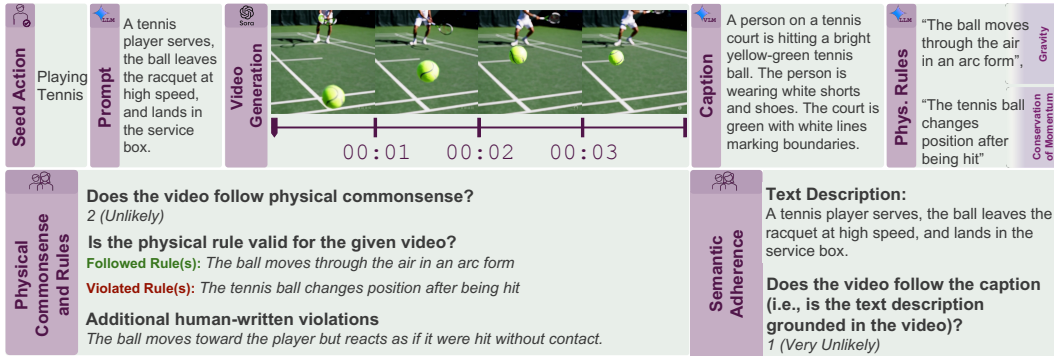 Seed Action
Playing
Tennis
LLM
Prompt
A tennis
player serves,
the ball leaves
the racquet at
high speed,
and lands in
the service
box.
Sora
Video
Generation
00:01 00:02 00:03
VLM
Caption
A person on a tennis
court is hitting a bright
yellow-green tennis
ball. The person is
wearing white shorts
and shoes. The court is
green with white lines
marking boundaries.
LLM
Phys. Rules
“The ball moves
through the air
in an arc form”,
Gravity
“The tennis ball
changes
position after
being hit”
Conservation
of Momentum
Physical
Commonsense
and Rules
Does the video follow physical commonsense?
2 (Unlikely)
Is the physical rule valid for the given video?
Followed Rule(s): The ball moves through the air in an arc form
Violated Rule(s): The tennis ball changes position after being hit
Additional human-written violations
The ball moves toward the player but reacts as if it were hit without contact.
Semantic
Adherence
Text Description:
A tennis player serves, the ball leaves the
racquet at high speed, and lands in the
service box.
Does the video follow the caption
(i.e., is the text description
grounded in the video)?
1 (Very Unlikely)